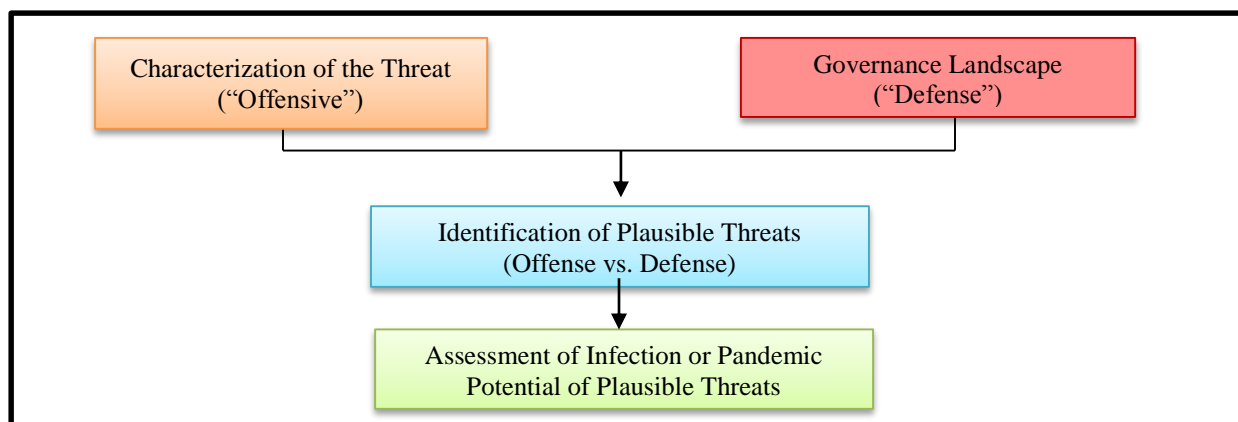 Characterization of the Threat
(“Offensive”)
Governance Landscape
(“Defense”)
Identification of Plausible Threats
(Offense vs. Defense)
Assessment of Infection or Pandemic
Potential of Plausible Threats